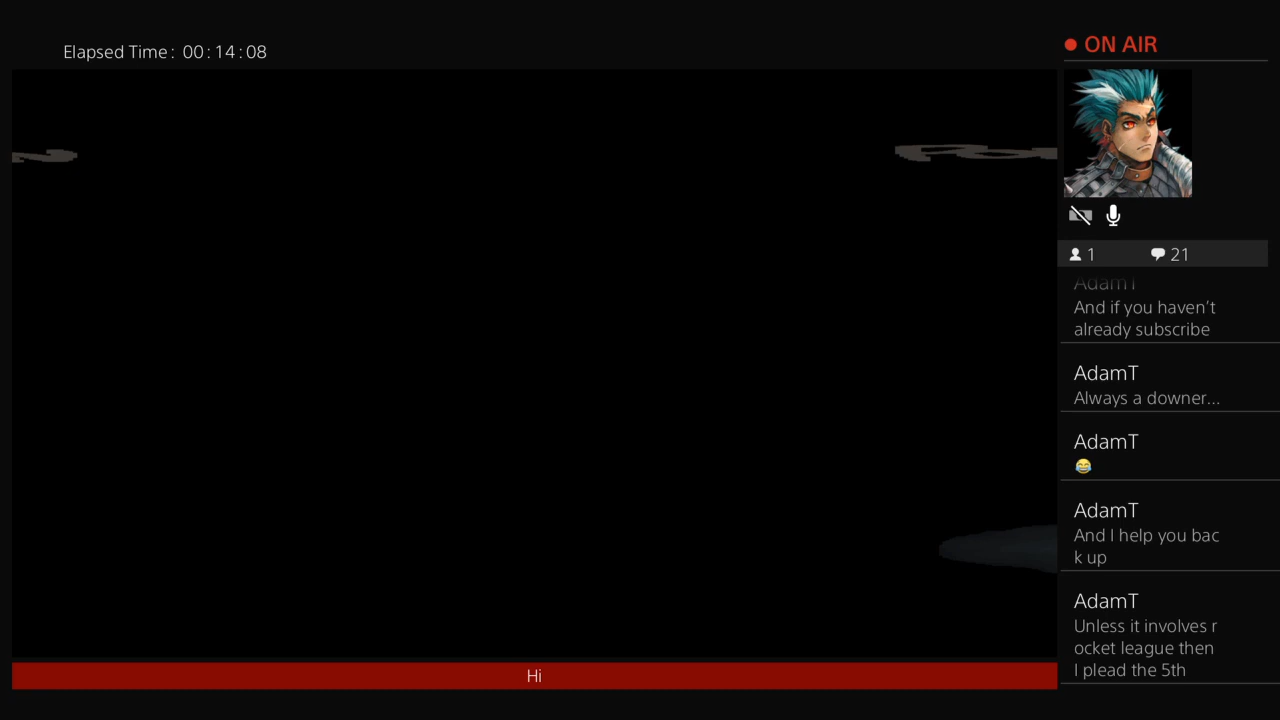 Elapsed Time: 00:14:08
ON AIR
1 21
AdamT
And if you haven't
already subscribe
AdamT
Always a downer...
AdamT
😂
AdamT
And I help you bac
k up
AdamT
Unless it involves r
ocket league then
I plead the 5th
Hi